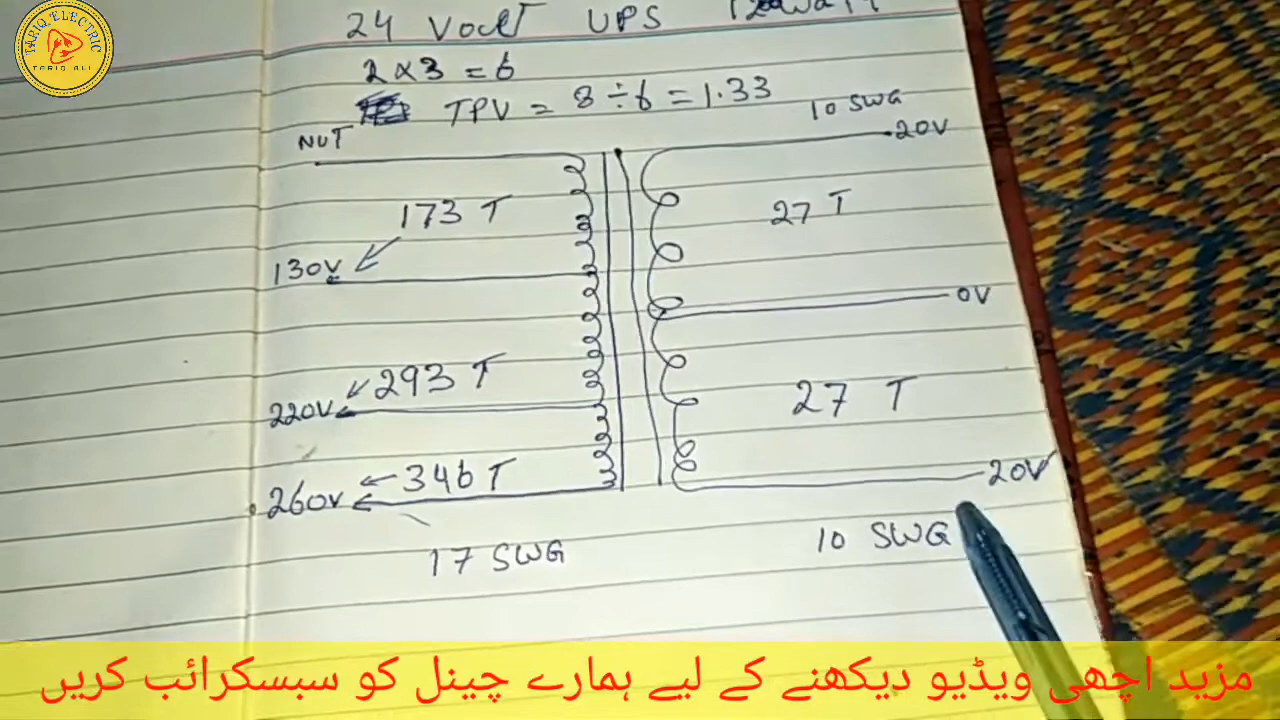 TARIQ ELECTRIC
TARIQ ALI
24 Volt UPS
2 × 3 = 6
TPV = 8 ÷ 6 = 1.33
10 SWG
NUT
20V
173 T
27 T
130V
0V
293 T
220V
27 T
346 T
20V
260V
17 SWG
10 SWG
مزید اچھی ویڈیو دیکھنے کے لیے ہمارے چینل کو سبسکرائب کریں